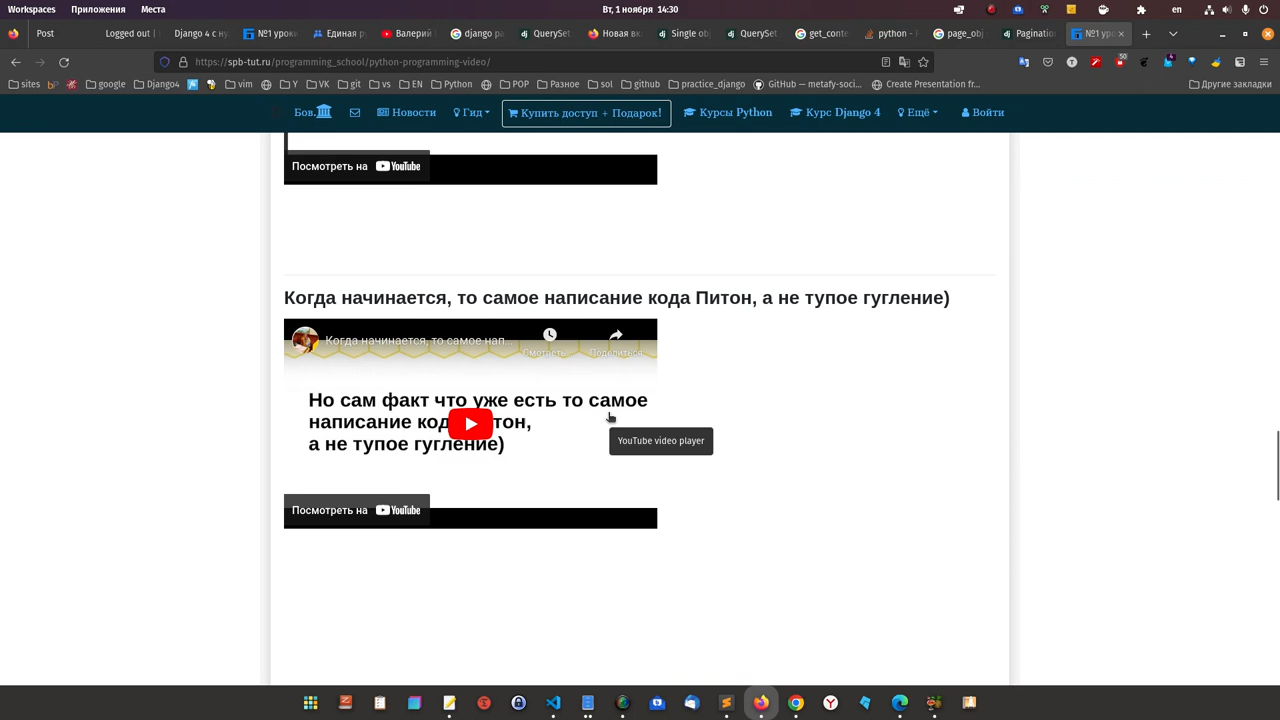 Workspaces Приложения Места Вт, 1 ноября 14:30 en
Post Logged out Django 4 с ну №1 уроки Единая р Валерий Г django pa QuerySet Новая вк Single obj QuerySet get_conte python - R page_obj Paginatio №1 уро
https://spb-tut.ru/programming_school/python-programming-video/ 50
sites google Django4 vim Y VK git vs EN Python POP Разное sol github practice_django GitHub — metafy-soci... Create Presentation fr... Другие закладки
Бов. Новости Гид Купить доступ + Подарок! Курсы Python Курс Django 4 Ещё Войти
Посмотреть на YouTube
Когда начинается, то самое написание кода Питон, а не тупое гугление)
Когда начинается, то самое нап... Смотреть... Поделиться
Но сам факт что уже есть то самое
написание код тон,
а не тупое гугление)
YouTube video player
Посмотреть на YouTube